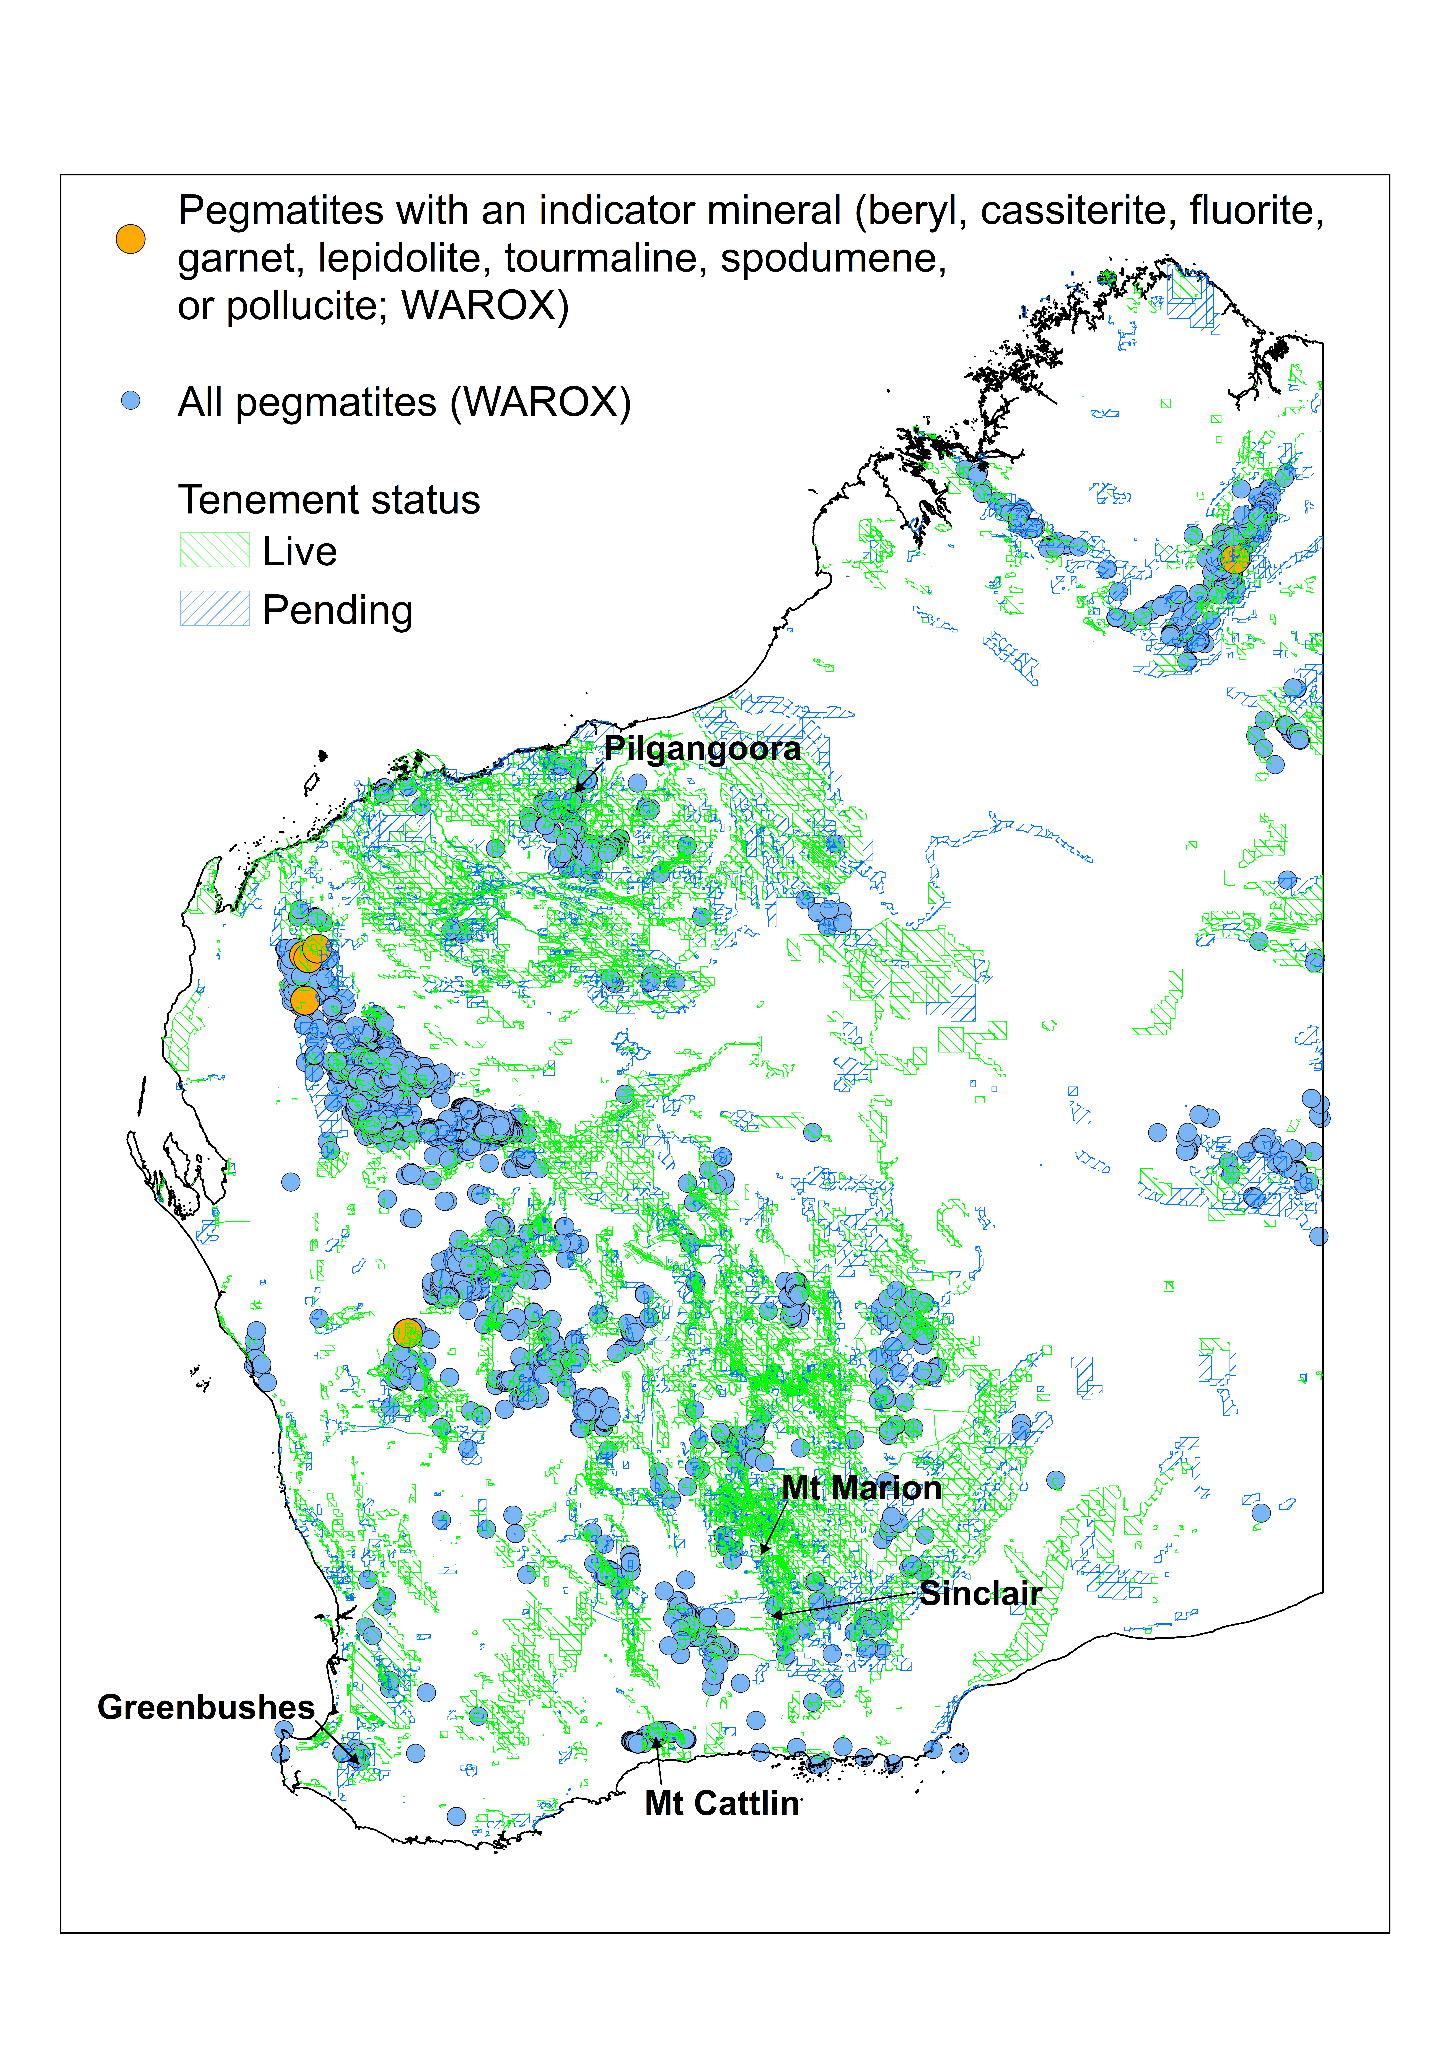 Pegmatites with an indicator mineral (beryl, cassiterite, fluorite,
garnet, lepidolite, tourmaline, spodumene,
or pollucite; WAROX)
All pegmatites (WAROX)
Tenement status
Live
Pending
Pilgangoora
Mt Marion
Sinclair
Greenbushes
Mt Cattlin